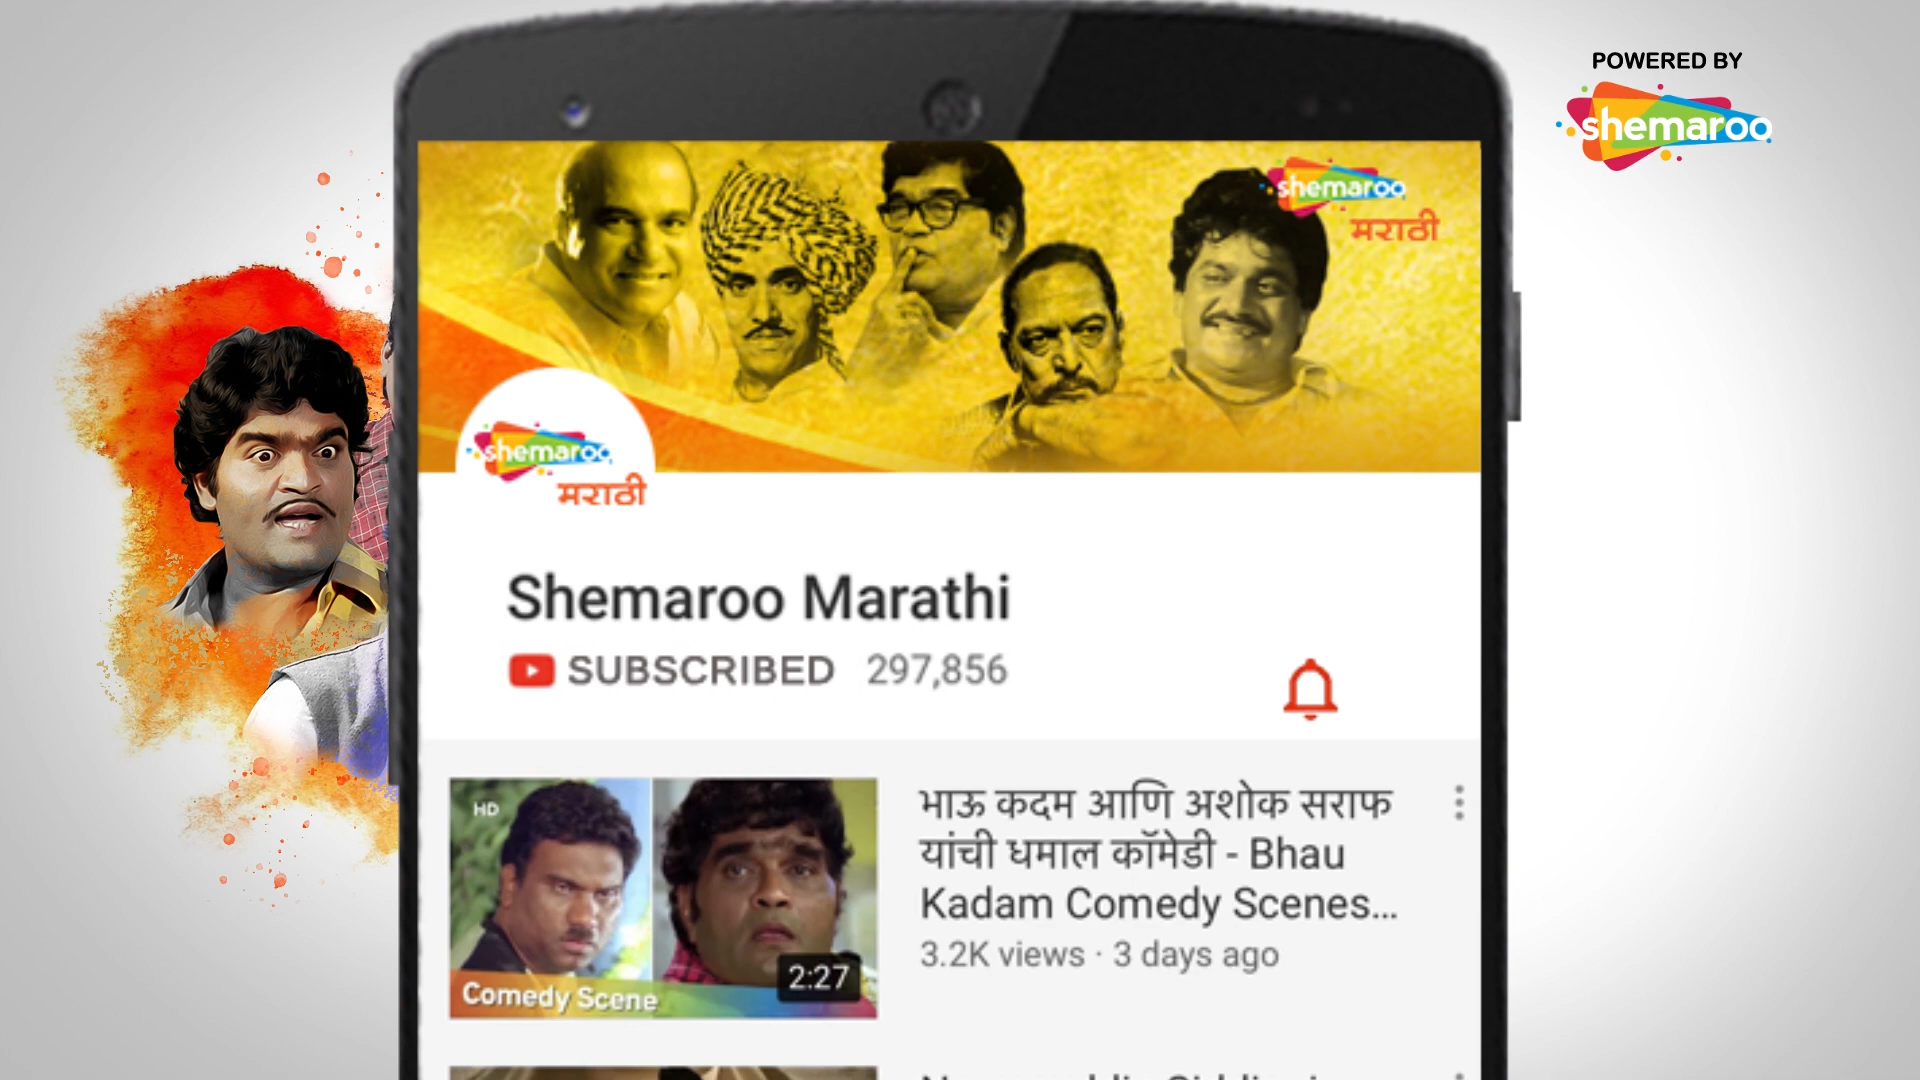 POWERED BY
shemaroo
shemaroo
मराठी
shemaroo
मराठी
Shemaroo Marathi
SUBSCRIBED 297,856
HD
Comedy Scene
2:27
भाऊ कदम आणि अशोक सराफ
यांची धमाल कॉमेडी - Bhau
Kadam Comedy Scenes...
3.2K views · 3 days ago